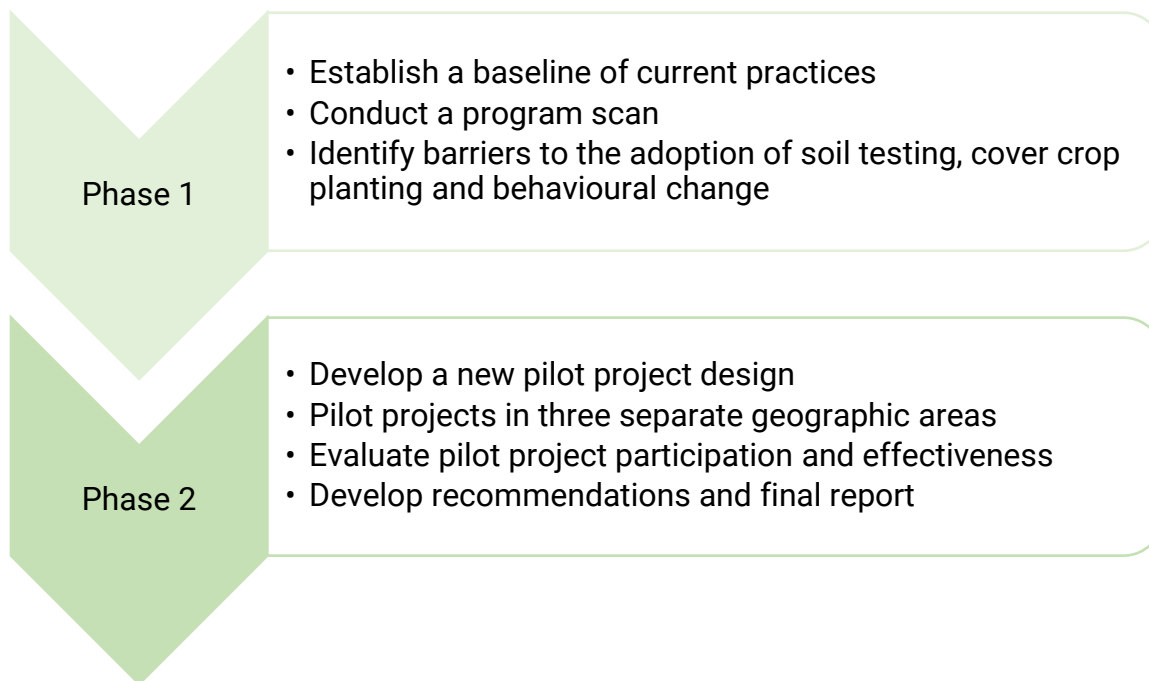 Phase 1
• Establish a baseline of current practices
• Conduct a program scan
• Identify barriers to the adoption of soil testing, cover crop
planting and behavioural change
Phase 2
• Develop a new pilot project design
• Pilot projects in three separate geographic areas
• Evaluate pilot project participation and effectiveness
• Develop recommendations and final report